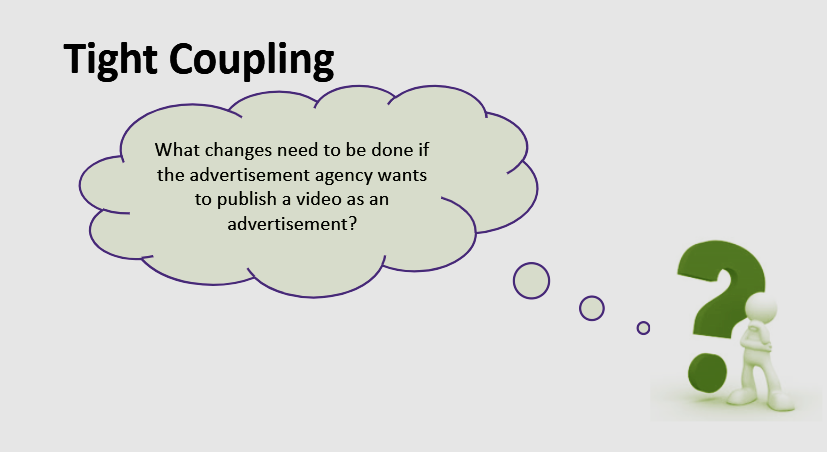 Tight Coupling
What changes need to be done if
the advertisement agency wants
to publish a video as an
advertisement?